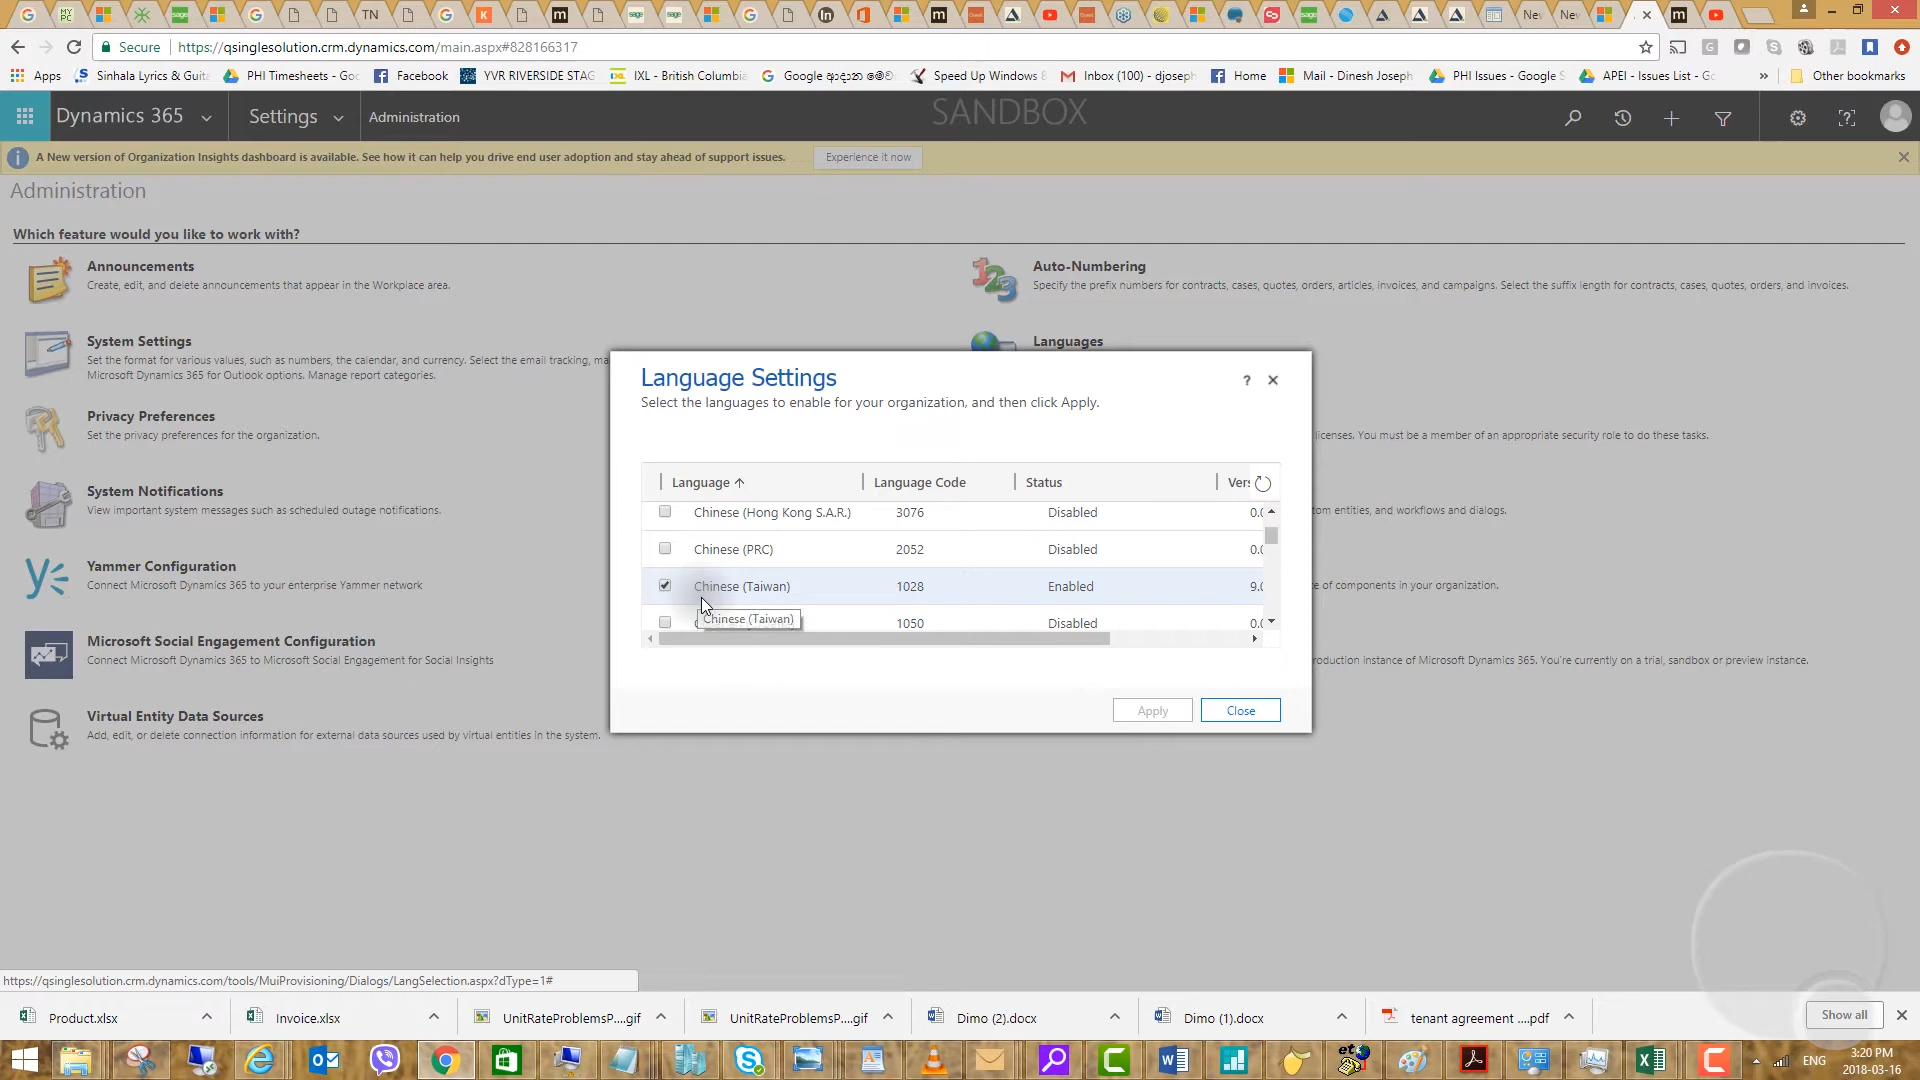 TN
New
New
Secure
https://qsinglesolution.crm.dynamics.com/main.aspx#828166317
Apps
Sinhala Lyrics & Guita
PHI Timesheets - Goo
Facebook
YVR RIVERSIDE STAG
IXL - British Columbia
Google ආදාන මෙව
Speed Up Windows 8
Inbox (100) - djoseph
Home
Mail - Dinesh Joseph
PHI Issues - Google S
APEI - Issues List - Go
»
Other bookmarks
Dynamics 365
Settings
Administration
SANDBOX
A New version of Organization Insights dashboard is available. See how it can help you drive end user adoption and stay ahead of support issues.
Experience it now
Administration
Which feature would you like to work with?
Announcements
Create, edit, and delete announcements that appear in the Workplace area.
Auto-Numbering
Specify the prefix numbers for contracts, cases, quotes, orders, articles, invoices, and campaigns. Select the suffix length for contracts, cases, quotes, orders, and invoices.
System Settings
Set the format for various values, such as numbers, the calendar, and currency. Select the email tracking, ma
Microsoft Dynamics 365 for Outlook options. Manage report categories.
Languages
Privacy Preferences
Set the privacy preferences for the organization.
licenses. You must be a member of an appropriate security role to do these tasks.
System Notifications
View important system messages such as scheduled outage notifications.
tom entities, and workflows and dialogs.
Yammer Configuration
Connect Microsoft Dynamics 365 to your enterprise Yammer network
te of components in your organization.
Microsoft Social Engagement Configuration
Connect Microsoft Dynamics 365 to Microsoft Social Engagement for Social Insights
roduction instance of Microsoft Dynamics 365. You're currently on a trial, sandbox or preview instance.
Virtual Entity Data Sources
Add, edit, or delete connection information for external data sources used by virtual entities in the system.
Language Settings
?
Select the languages to enable for your organization, and then click Apply.
Language
Language Code
Status
Vers
Chinese (Hong Kong S.A.R.)
3076
Disabled
0.0
Chinese (PRC)
2052
Disabled
0.0
Chinese (Taiwan)
1028
Enabled
9.0
Chinese (Taiwan)
1050
Disabled
0.0
Apply
Close
https://qsinglesolution.crm.dynamics.com/tools/MuiProvisioning/Dialogs/LangSelection.aspx?dType=1#
Product.xlsx
Invoice.xlsx
UnitRateProblemsP....gif
UnitRateProblemsP....gif
Dimo (2).docx
Dimo (1).docx
tenant agreement ....pdf
Show all
ENG
3:20 PM
2018-03-16